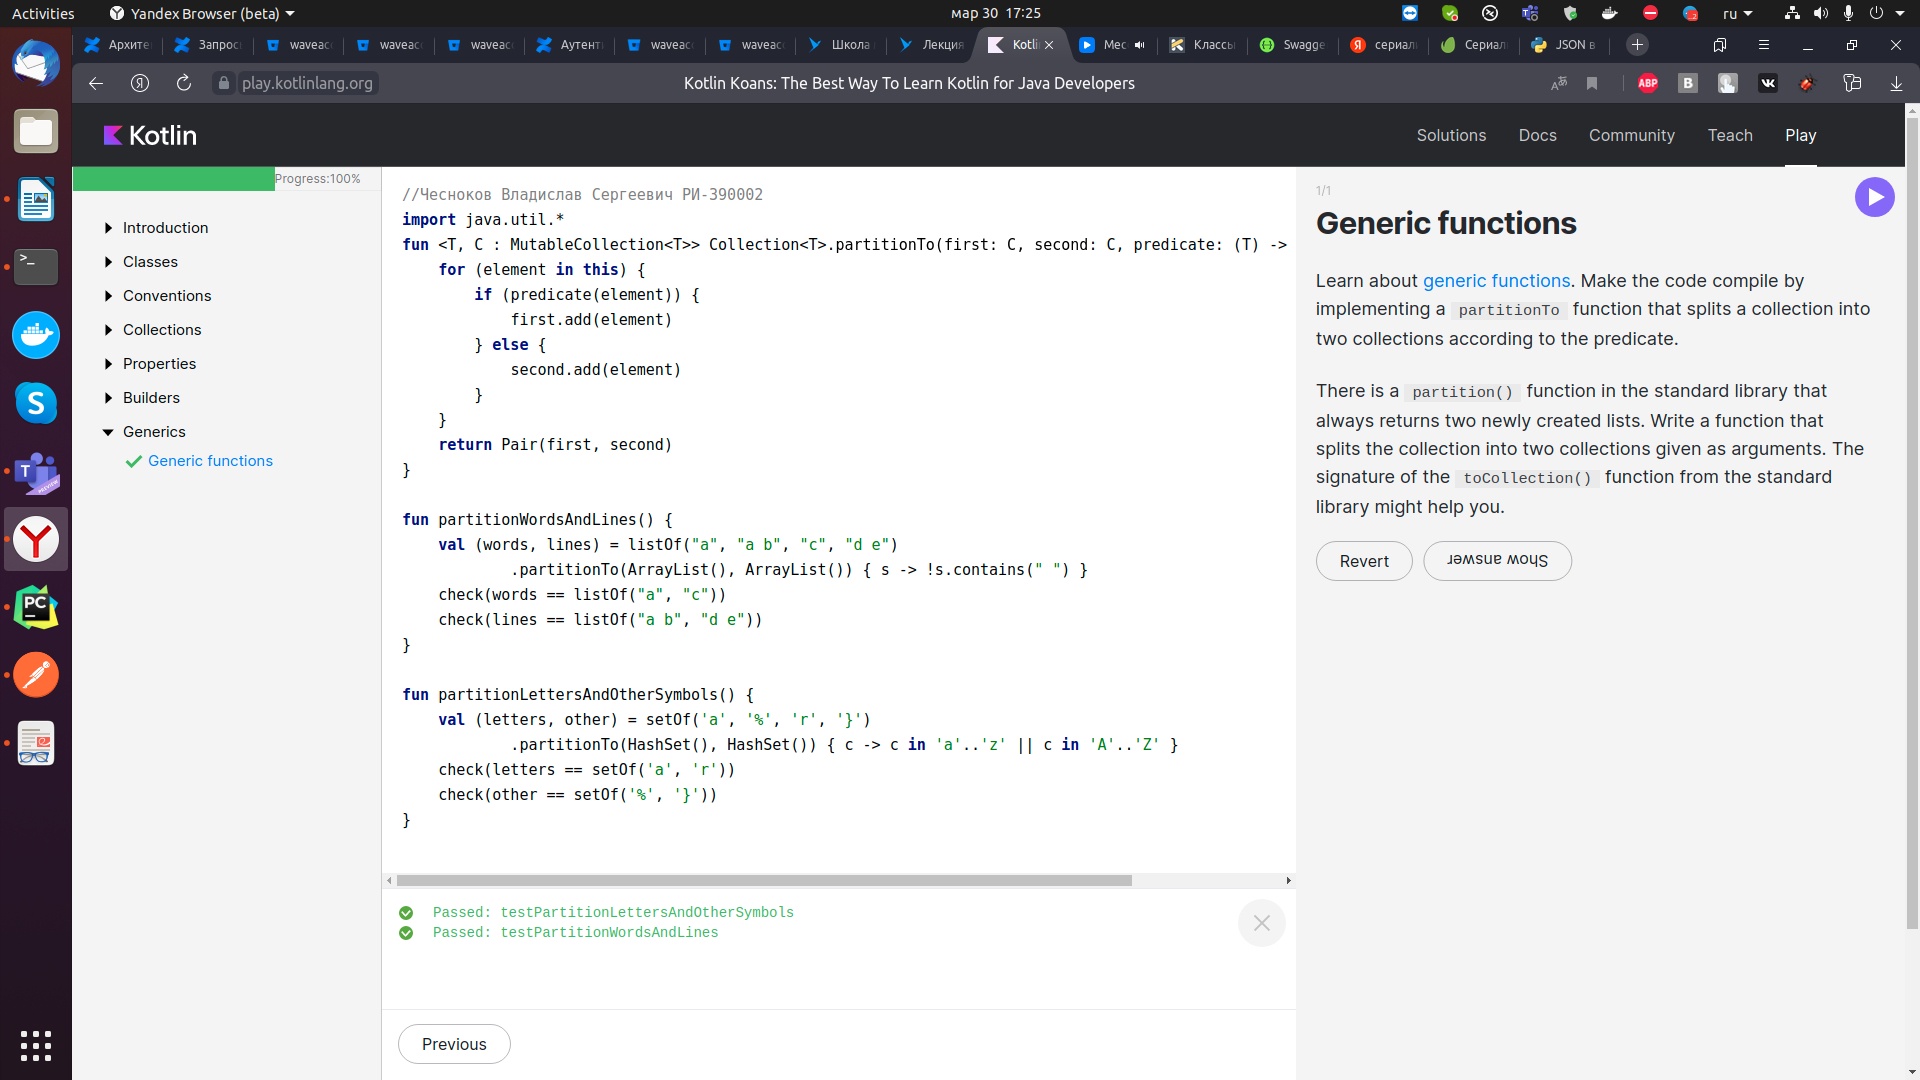 Activities
Yandex Browser (beta)
мар 30 17:25
ru
Архите
Запрос
waveac
waveac
waveac
Аутент
waveac
waveac
Школа
Лекция
Kotli
Мес
Классы
Swagge
сериал
Сериал
JSON в
play.kotlinlang.org
Kotlin Koans: The Best Way To Learn Kotlin for Java Developers
ABP
B
Kotlin
Solutions
Docs
Community
Teach
Play
Progress:100%
Introduction
Classes
Conventions
Collections
Properties
Builders
Generics
Generic functions
//Чесноков Владислав Сергеевич РИ-390002
import java.util.*
fun <T, C : MutableCollection<T>> Collection<T>.partitionTo(first: C, second: C, predicate: (T) ->
    for (element in this) {
        if (predicate(element)) {
            first.add(element)
        } else {
            second.add(element)
        }
    }
    return Pair(first, second)
}
fun partitionWordsAndLines() {
    val (words, lines) = listOf("a", "a b", "c", "d e")
            .partitionTo(ArrayList(), ArrayList()) { s -> !s.contains(" ") }
    check(words == listOf("a", "c"))
    check(lines == listOf("a b", "d e"))
}
fun partitionLettersAndOtherSymbols() {
    val (letters, other) = setOf('a', '%', 'r', '}')
            .partitionTo(HashSet(), HashSet()) { c -> c in 'a'..'z' || c in 'A'..'Z' }
    check(letters == setOf('a', 'r'))
    check(other == setOf('%', '}'))
}
Passed: testPartitionLettersAndOtherSymbols
Passed: testPartitionWordsAndLines
Previous
1/1
Generic functions
Learn about generic functions. Make the code compile by
implementing a partitionTo function that splits a collection into
two collections according to the predicate.
There is a partition() function in the standard library that
always returns two newly created lists. Write a function that
splits the collection into two collections given as arguments. The
signature of the toCollection() function from the standard
library might help you.
Revert
Show answer